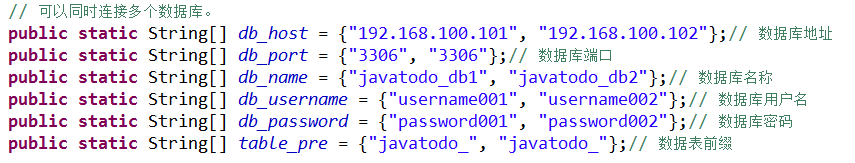 // 可以同时连接多个数据库。
public static String[] db_host = {"192.168.100.101", "192.168.100.102"};// 数据库地址
public static String[] db_port = {"3306", "3306"};// 数据库端口
public static String[] db_name = {"javatodo_db1", "javatodo_db2"};// 数据库名称
public static String[] db_username = {"username001", "username002"};// 数据库用户名
public static String[] db_password = {"password001", "password002"};// 数据库密码
public static String[] table_pre = {"javatodo_", "javatodo_"};// 数据表前缀